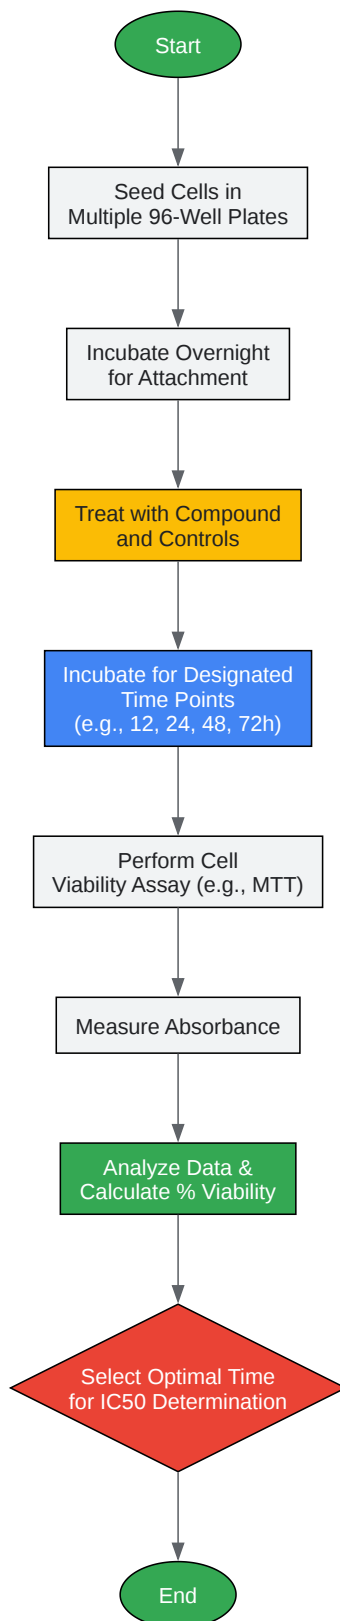 Start
Seed Cells in
Multiple 96-Well Plates
Incubate Overnight
for Attachment
Treat with Compound
and Controls
Incubate for Designated
Time Points
(e.g., 12, 24, 48, 72h)
Perform Cell
Viability Assay (e.g., MTT)
Measure Absorbance
Analyze Data &
Calculate % Viability
Select Optimal Time
for IC50 Determination
End